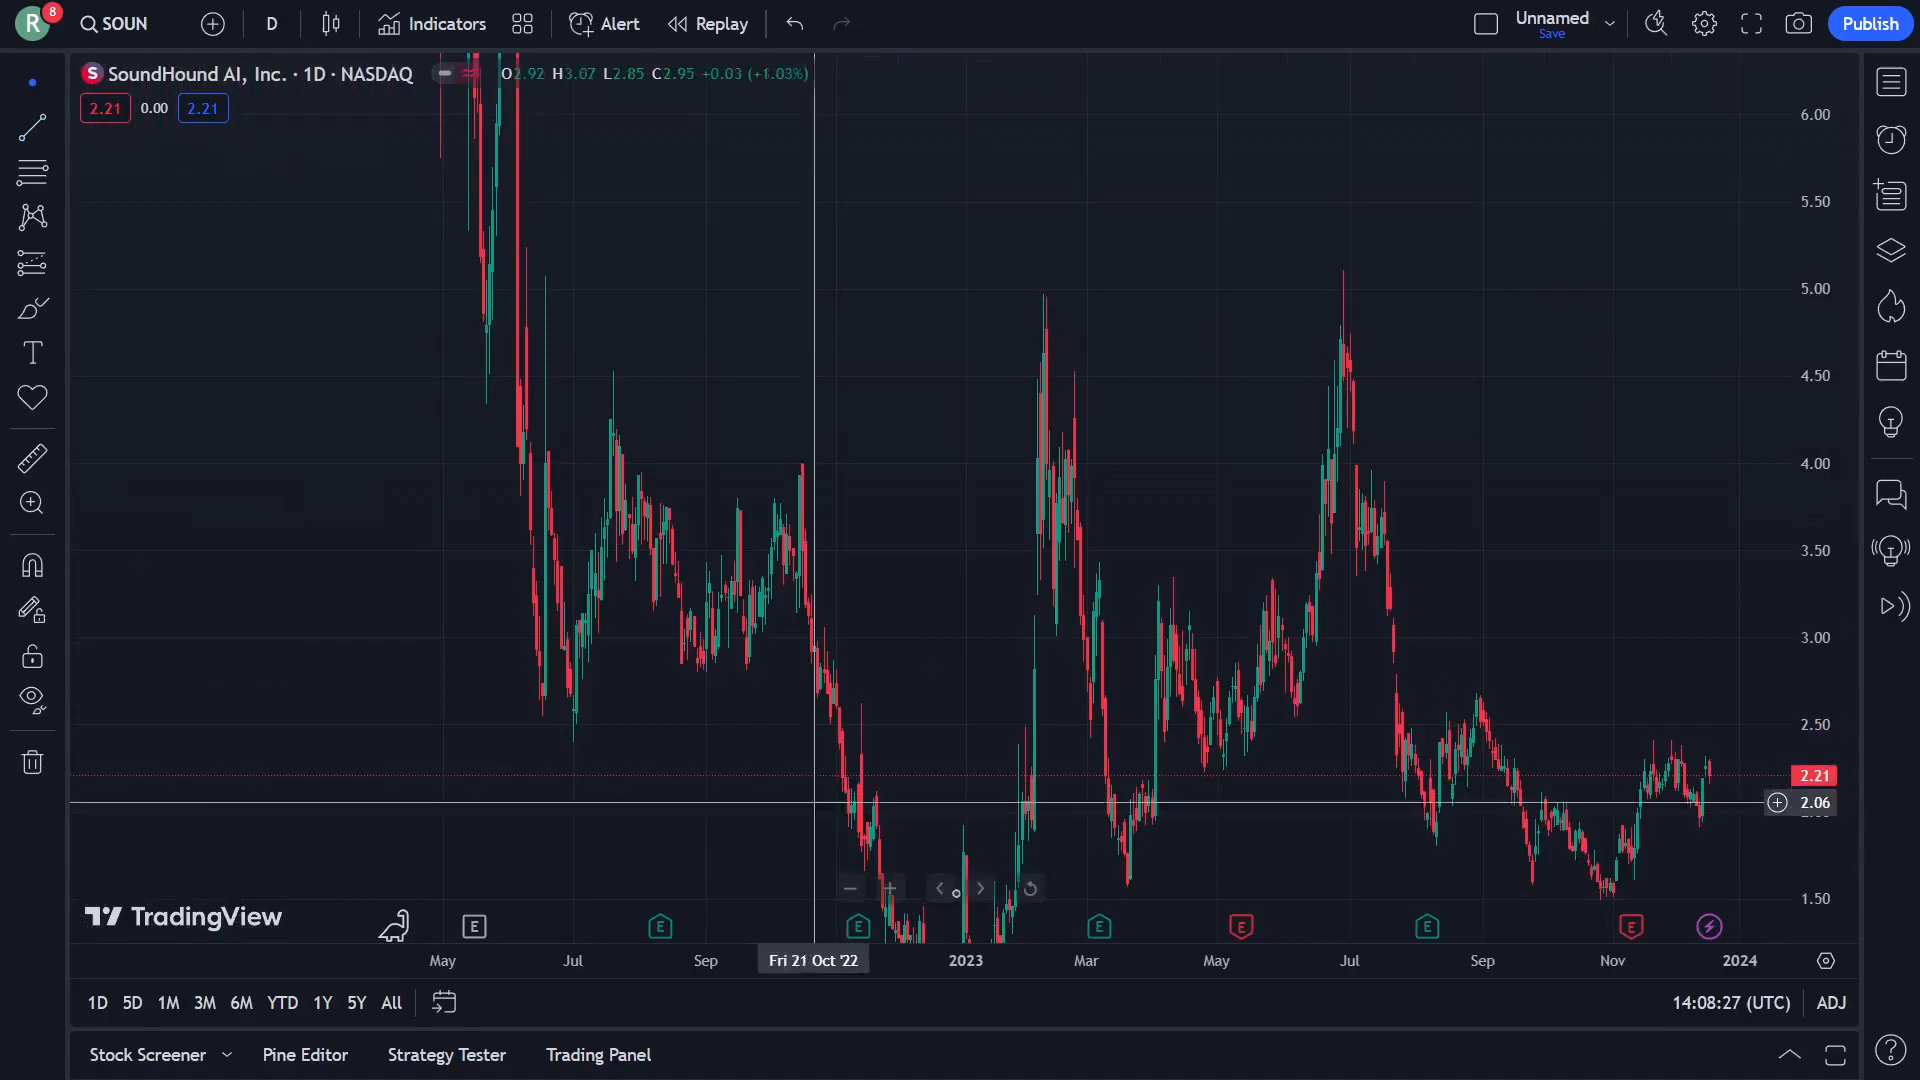 R 8 SOUN D Indicators Alert Replay Unnamed Save Publish
S SoundHound AI, Inc. · 1D · NASDAQ O2.92 H3.07 L2.85 C2.95 +0.03 (+1.03%)
2.21 0.00 2.21
6.00
5.50
5.00
4.50
4.00
3.50
3.00
2.50
2.21
2.06
1.50
TradingView
E E E E E E E
May Jul Sep Fri 21 Oct '22 2023 Mar May Jul Sep Nov 2024
1D 5D 1M 3M 6M YTD 1Y 5Y All 14:08:27 (UTC) ADJ
Stock Screener Pine Editor Strategy Tester Trading Panel